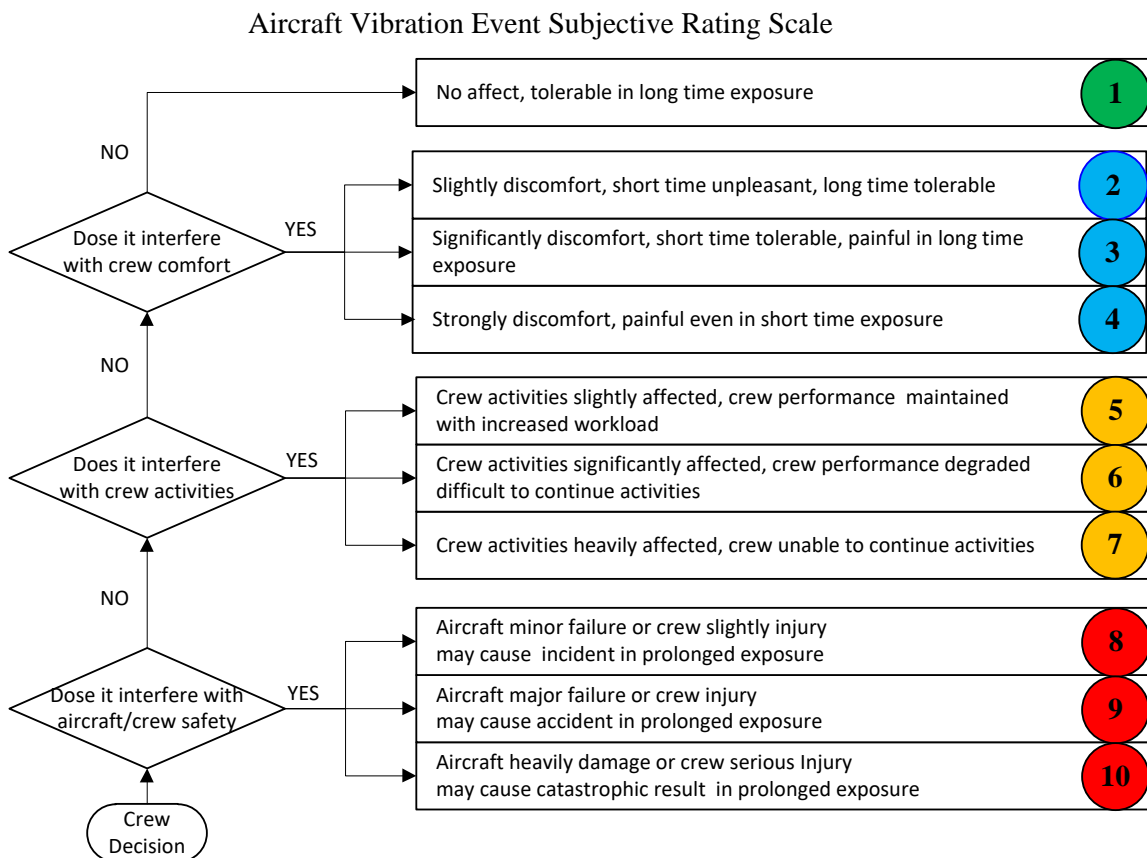 Aircraft Vibration Event Subjective Rating Scale
No affect, tolerable in long time exposure
1
NO
Slightly discomfort, short time unpleasant, long time tolerable
2
YES
Dose it interfere
with crew comfort
Significantly discomfort, short time tolerable, painful in long time
exposure
3
Strongly discomfort, painful even in short time exposure
4
NO
Crew activities slightly affected, crew performance maintained
with increased workload
5
YES
Does it interfere
with crew activities
Crew activities significantly affected, crew performance degraded
difficult to continue activities
6
Crew activities heavily affected, crew unable to continue activities
7
NO
Aircraft minor failure or crew slightly injury
may cause incident in prolonged exposure
8
YES
Dose it interfere with
aircraft/crew safety
Aircraft major failure or crew injury
may cause accident in prolonged exposure
9
Aircraft heavily damage or crew serious Injury
may cause catastrophic result in prolonged exposure
10
Crew
Decision